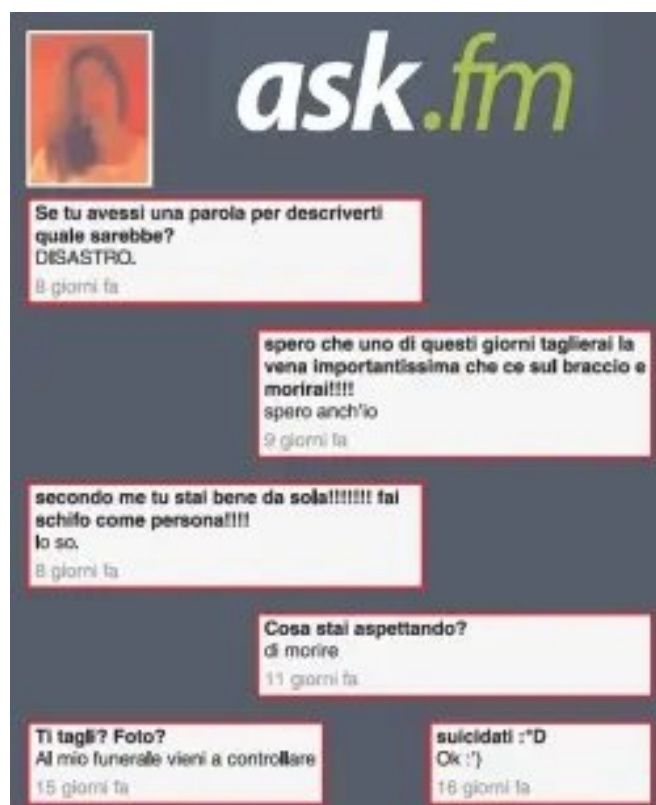 ask.fm
Se tu avessi una parola per descriverti
quale sarebbe?
DISASTRO.
8 giorni fa
spero che uno di questi giorni taglierai la
vena importantissima che ce sul braccio e
morirai!!!!
spero anch'io
9 giorni fa
secondo me tu stai bene da sola!!!!!!! fai
schifo come persona!!!!
lo so.
8 giorni fa
Cosa stai aspettando?
di morire
11 giorni fa
Ti tagli? Foto?
Al mio funerale vieni a controllare
15 giorni fa
suicidati :"D
Ok :')
16 giorni fa